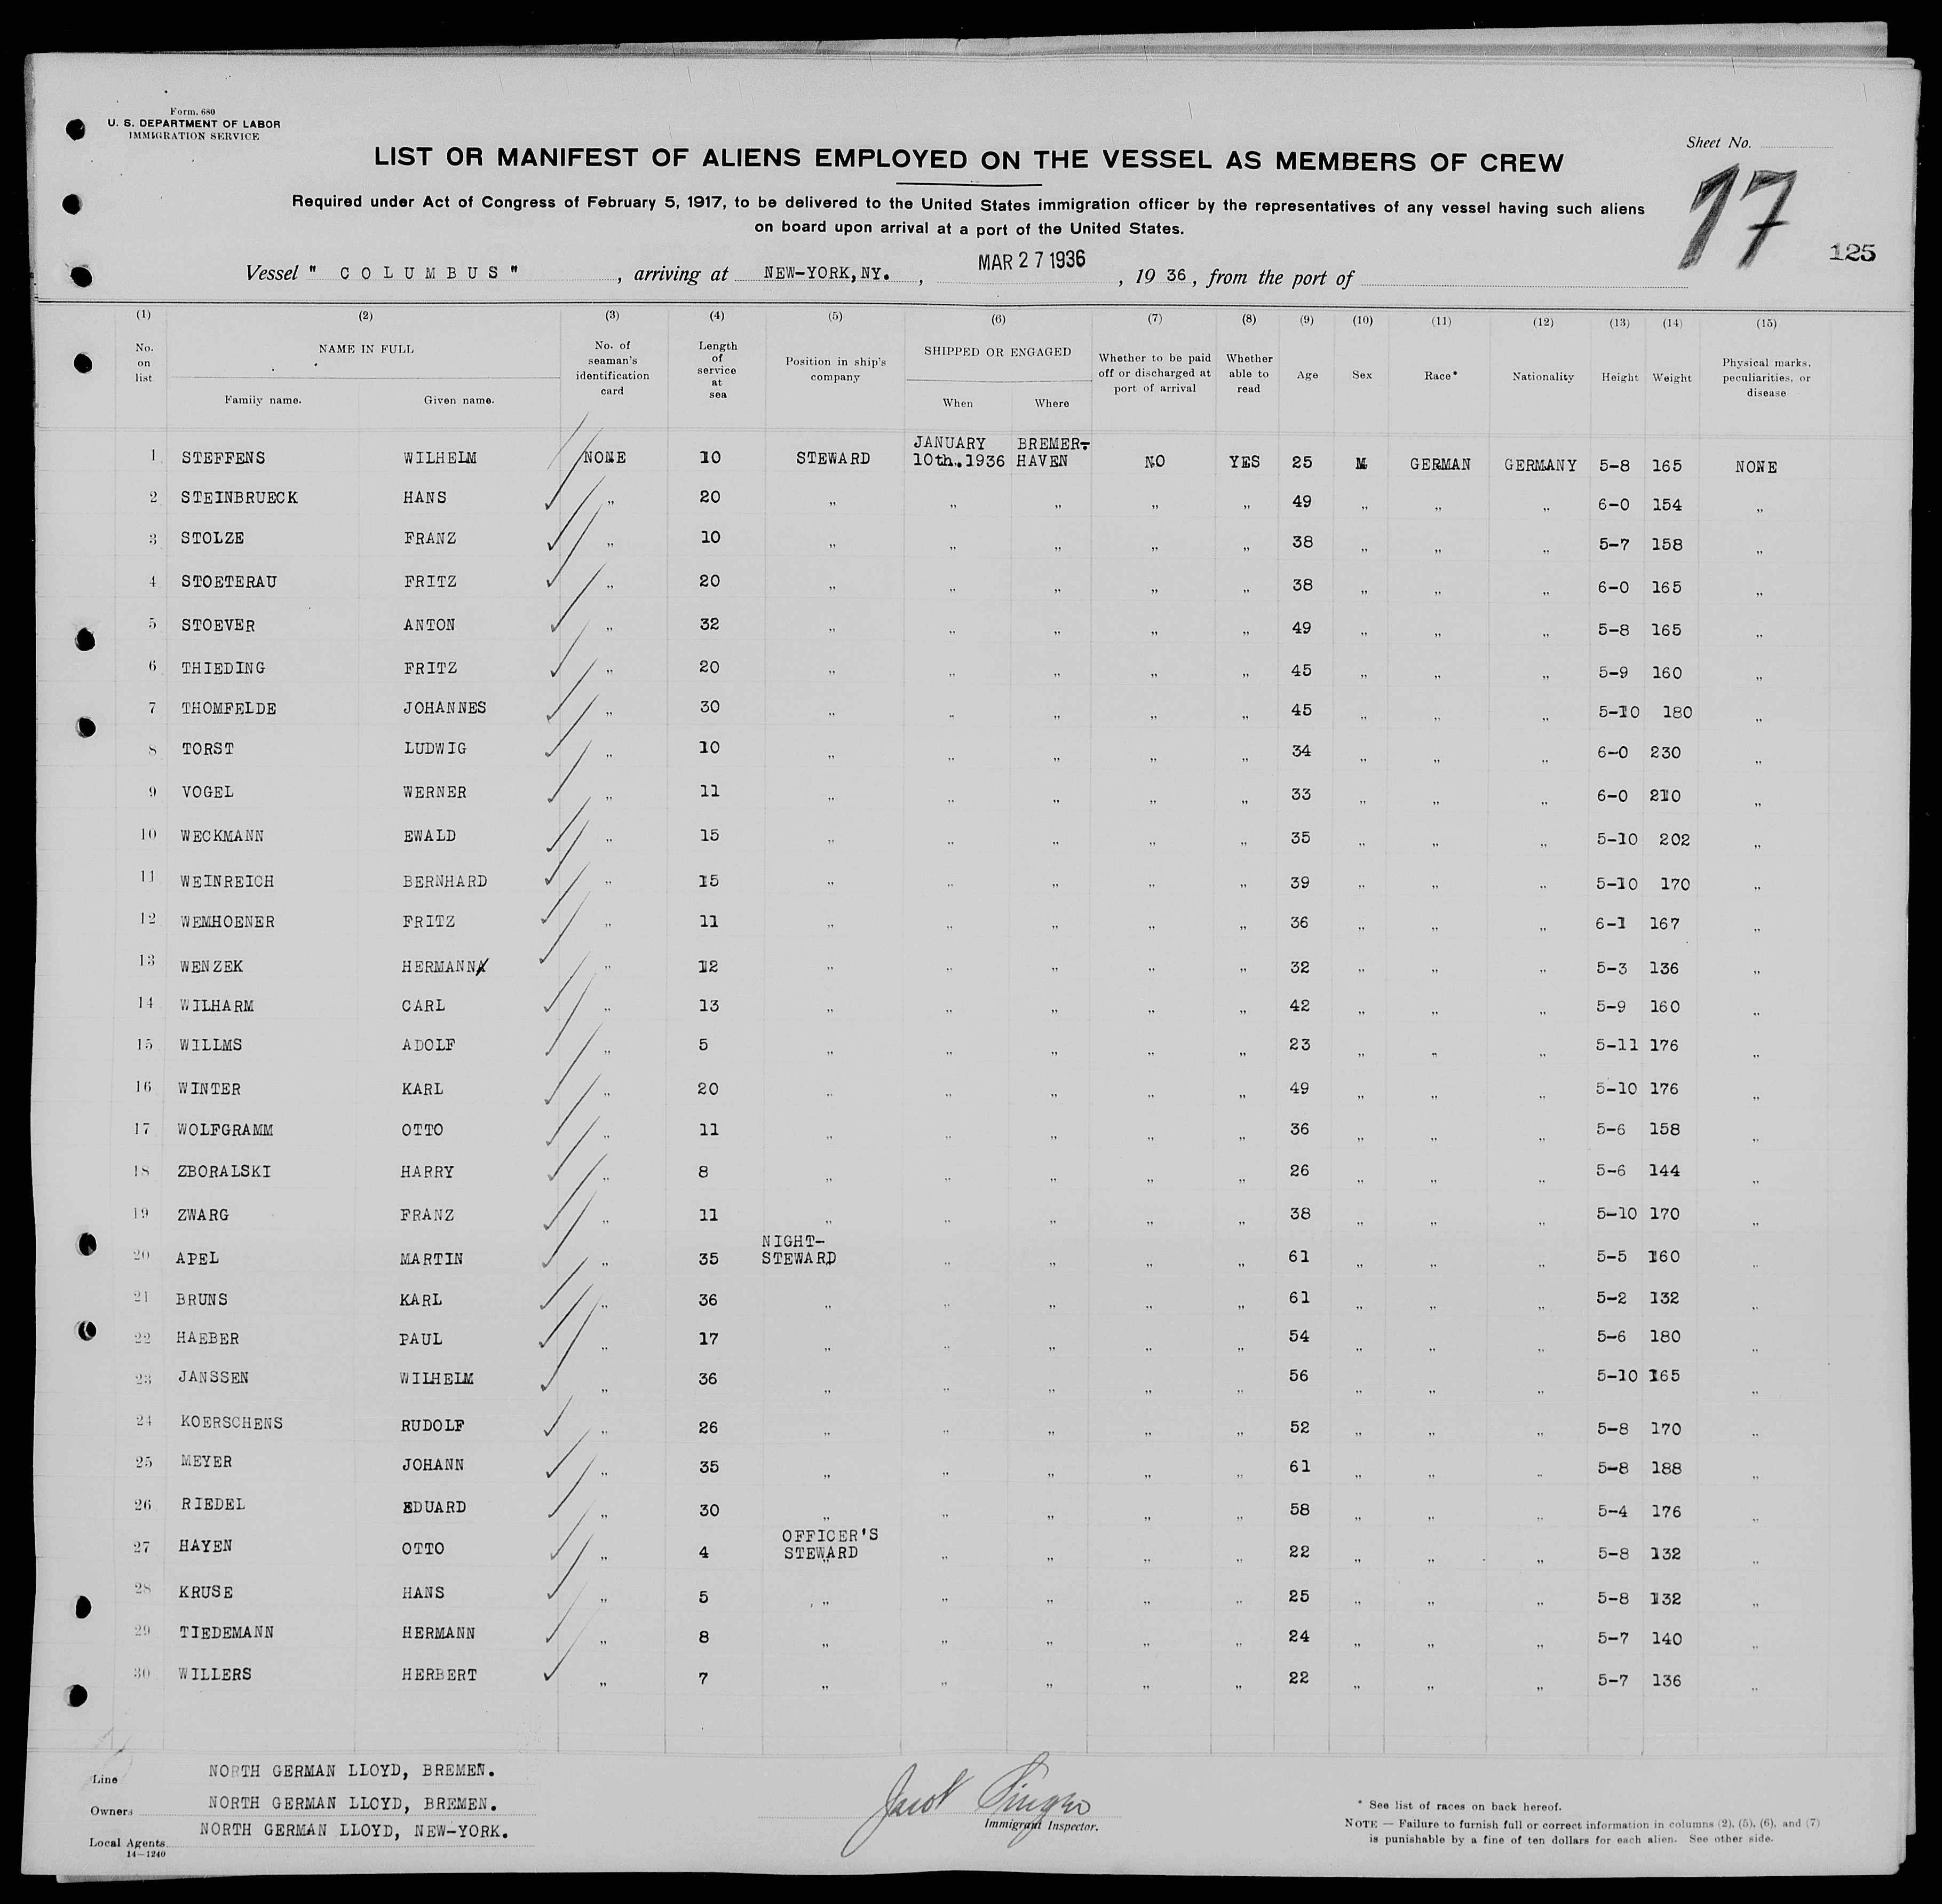 Form. 680
U. S. DEPARTMENT OF LABOR
IMMIGRATION SERVICE
Sheet No.
17
125
LIST OR MANIFEST OF ALIENS EMPLOYED ON THE VESSEL AS MEMBERS OF CREW
Required under Act of Congress of February 5, 1917, to be delivered to the United States immigration officer by the representatives of any vessel having such aliens
on board upon arrival at a port of the United States.
Vessel " C O L U M B U S " , arriving at NEW-YORK,NY. , MAR 27 1936 , 19 36 , from the port of
(1) (2) (3) (4) (5) (6) (7) (8) (9) (10) (11) (12) (13) (14) (15)
No. on list NAME IN FULL Family name. Given name. No. of seaman's identification card Length of service at sea Position in ship's company SHIPPED OR ENGAGED When Where Whether to be paid off or discharged at port of arrival Whether able to read Age Sex Race* Nationality Height Weight Physical marks, peculiarities, or disease
1 STEFFENS WILHELM NONE 10 STEWARD JANUARY 10th.1936 BREMER-HAVEN NO YES 25 M GERMAN GERMANY 5-8 165 NONE
2 STEINBRUECK HANS " 20 " " " " " 49 " " " 6-0 154 "
3 STOLZE FRANZ " 10 " " " " " 38 " " " 5-7 158 "
4 STOETERAU FRITZ " 20 " " " " " 38 " " " 6-0 165 "
5 STOEVER ANTON " 32 " " " " " 49 " " " 5-8 165 "
6 THIEDING FRITZ " 20 " " " " " 45 " " " 5-9 160 "
7 THOMFELDE JOHANNES " 30 " " " " " 45 " " " 5-10 180 "
8 TORST LUDWIG " 10 " " " " " 34 " " " 6-0 230 "
9 VOGEL WERNER " 11 " " " " " 33 " " " 6-0 210 "
10 WECKMANN EWALD " 15 " " " " " 35 " " " 5-10 202 "
11 WEINREICH BERNHARD " 15 " " " " " 39 " " " 5-10 170 "
12 WEMHOENER FRITZ " 11 " " " " " 36 " " " 6-1 167 "
13 WENZEK HERMANN " 12 " " " " " 32 " " " 5-3 136 "
14 WILHARM CARL " 13 " " " " " 42 " " " 5-9 160 "
15 WILLMS ADOLF " 5 " " " " " 23 " " " 5-11 176 "
16 WINTER KARL " 20 " " " " " 49 " " " 5-10 176 "
17 WOLFGRAMM OTTO " 11 " " " " " 36 " " " 5-6 158 "
18 ZBORALSKI HARRY " 8 " " " " " 26 " " " 5-6 144 "
19 ZWARG FRANZ " 11 " " " " " 38 " " " 5-10 170 "
20 APEL MARTIN " 35 NIGHT-STEWARD " " " " 61 " " " 5-5 160 "
21 BRUNS KARL " 36 " " " " " 61 " " " 5-2 132 "
22 HAEBER PAUL " 17 " " " " " 54 " " " 5-6 180 "
23 JANSSEN WILHELM " 36 " " " " " 56 " " " 5-10 165 "
24 KOERSCHENS RUDOLF " 26 " " " " " 52 " " " 5-8 170 "
25 MEYER JOHANN " 35 " " " " " 61 " " " 5-8 188 "
26 RIEDEL EDUARD " 30 " " " " " 58 " " " 5-4 176 "
27 HAYEN OTTO " 4 OFFICER'S STEWARD " " " " 22 " " " 5-8 132 "
28 KRUSE HANS " 5 " " " " " 25 " " " 5-8 132 "
29 TIEDEMANN HERMANN " 8 " " " " " 24 " " " 5-7 140 "
30 WILLERS HERBERT " 7 " " " " " 22 " " " 5-7 136 "
Line NORTH GERMAN LLOYD, BREMEN.
Owners NORTH GERMAN LLOYD, BREMEN.
Local Agents NORTH GERMAN LLOYD, NEW-YORK.
14-1240
Jacob Singer
Immigrant Inspector.
* See list of races on back hereof.
NOTE — Failure to furnish full or correct information in columns (2), (5), (6), and (7)
is punishable by a fine of ten dollars for each alien. See other side.